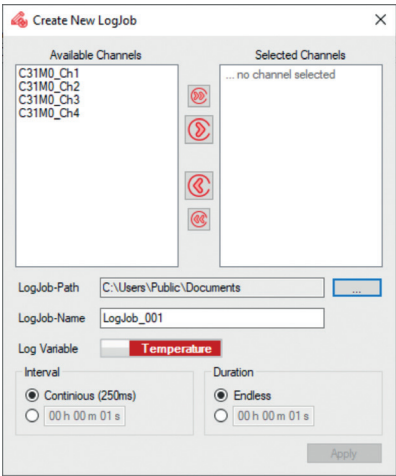 Create New LogJob
Available Channels
C31M0_Ch1
C31M0_Ch2
C31M0_Ch3
C31M0_Ch4
Selected Channels
... no channel selected
LogJob-Path C:\Users\Public\Documents ...
LogJob-Name LogJob_001
Log Variable Temperature
Interval
Continious (250ms)
00 h 00 m 01 s
Duration
Endless
00 h 00 m 01 s
Apply